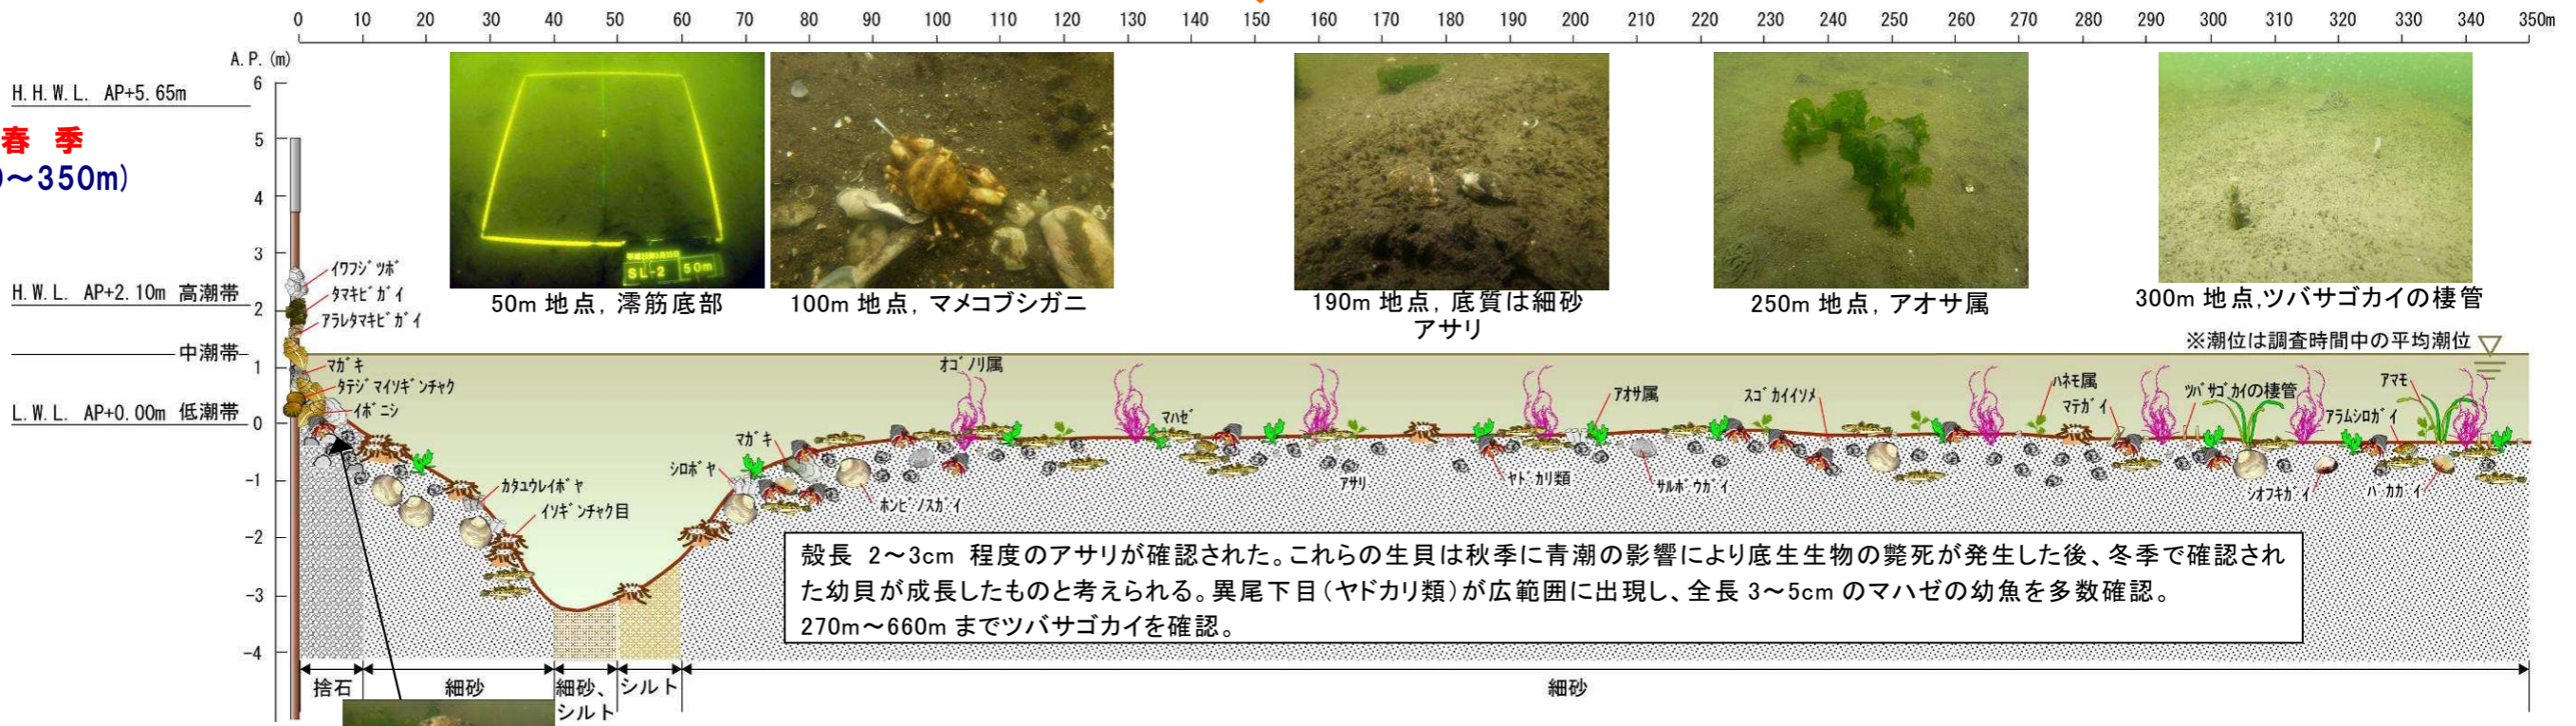 0 10 20 30 40 50 60 70 80 90 100 110 120 130 140 150 160 170 180 190 200 210 220 230 240 250 260 270 280 290 300 310 320 330 340 350m
A.P.(m)
6
H.H.W.L. AP+5.65m
春 季
0～350m)
5
4
3
H.W.L. AP+2.10m 高潮帯
2
中潮帯
1
L.W.L. AP+0.00m 低潮帯
0
-1
-2
-3
-4
SL-2 50m
50m 地点, 澪筋底部
100m 地点, マメコブシガニ
190m 地点, 底質は細砂
アサリ
250m 地点, アオサ属
300m 地点,ツバサゴカイの棲管
※潮位は調査時間中の平均潮位
イワフジツボ
タマキビガイ
アラレタマキビガイ
マガキ
タテジマイソギンチャク
イボニシ
カタユウレイボヤ
イソギンチャク目
シロボヤ
マガキ
ホンビノスガイ
オゴノリ属
マハゼ
アサリ
ヤドカリ類
アオサ属
サルボウガイ
スゴカイイソメ
ハネモ属
マテガイ
ツバサゴカイの棲管
アラムシロガイ
アマモ
シオフキガイ
バカガイ
殻長 2～3cm 程度のアサリが確認された。これらの生貝は秋季に青潮の影響により底生生物の斃死が発生した後、冬季で確認され
た幼貝が成長したものと考えられる。異尾下目(ヤドカリ類)が広範囲に出現し、全長 3～5cm のマハゼの幼魚を多数確認。
270m～660m までツバサゴカイを確認。
捨石
細砂
細砂、
シルト
シルト
細砂